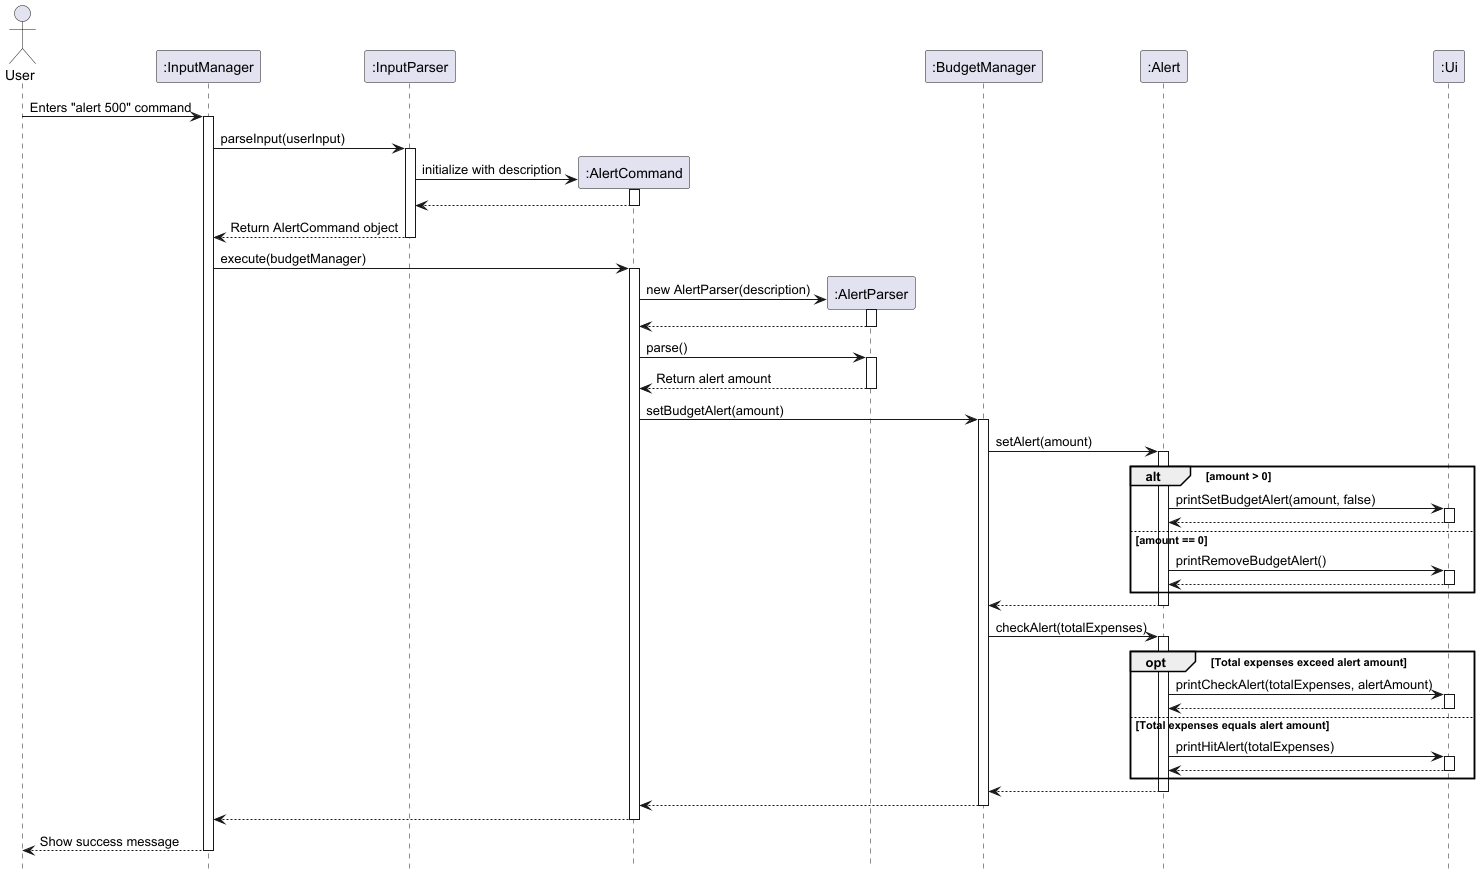 User
:InputManager
:InputParser
:BudgetManager
:Alert
:Ui
Enters "alert 500" command
parseInput(userInput)
initialize with description
:AlertCommand
Return AlertCommand object
execute(budgetManager)
new AlertParser(description)
:AlertParser
parse()
Return alert amount
setBudgetAlert(amount)
setAlert(amount)
alt [amount > 0]
printSetBudgetAlert(amount, false)
[amount == 0]
printRemoveBudgetAlert()
checkAlert(totalExpenses)
opt [Total expenses exceed alert amount]
printCheckAlert(totalExpenses, alertAmount)
[Total expenses equals alert amount]
printHitAlert(totalExpenses)
Show success message